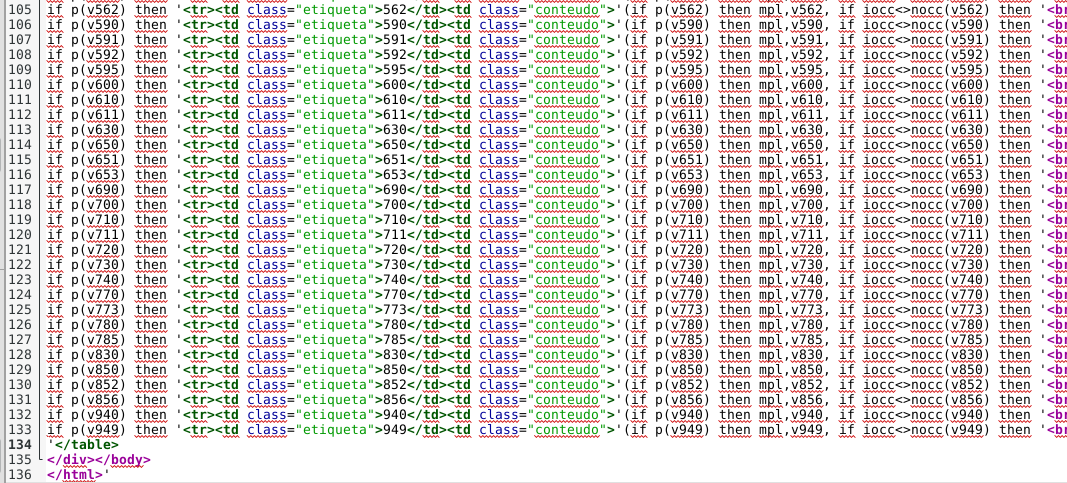 105 if p(v562) then '<tr><td class="etiqueta">562</td><td class="conteudo">'(if p(v562) then mpl,v562, if iocc<>nocc(v562) then '<br
106 if p(v590) then '<tr><td class="etiqueta">590</td><td class="conteudo">'(if p(v590) then mpl,v590, if iocc<>nocc(v590) then '<br
107 if p(v591) then '<tr><td class="etiqueta">591</td><td class="conteudo">'(if p(v591) then mpl,v591, if iocc<>nocc(v591) then '<br
108 if p(v592) then '<tr><td class="etiqueta">592</td><td class="conteudo">'(if p(v592) then mpl,v592, if iocc<>nocc(v592) then '<br
109 if p(v595) then '<tr><td class="etiqueta">595</td><td class="conteudo">'(if p(v595) then mpl,v595, if iocc<>nocc(v595) then '<br
110 if p(v600) then '<tr><td class="etiqueta">600</td><td class="conteudo">'(if p(v600) then mpl,v600, if iocc<>nocc(v600) then '<br
111 if p(v610) then '<tr><td class="etiqueta">610</td><td class="conteudo">'(if p(v610) then mpl,v610, if iocc<>nocc(v610) then '<br
112 if p(v611) then '<tr><td class="etiqueta">611</td><td class="conteudo">'(if p(v611) then mpl,v611, if iocc<>nocc(v611) then '<br
113 if p(v630) then '<tr><td class="etiqueta">630</td><td class="conteudo">'(if p(v630) then mpl,v630, if iocc<>nocc(v630) then '<br
114 if p(v650) then '<tr><td class="etiqueta">650</td><td class="conteudo">'(if p(v650) then mpl,v650, if iocc<>nocc(v650) then '<br
115 if p(v651) then '<tr><td class="etiqueta">651</td><td class="conteudo">'(if p(v651) then mpl,v651, if iocc<>nocc(v651) then '<br
116 if p(v653) then '<tr><td class="etiqueta">653</td><td class="conteudo">'(if p(v653) then mpl,v653, if iocc<>nocc(v653) then '<br
117 if p(v690) then '<tr><td class="etiqueta">690</td><td class="conteudo">'(if p(v690) then mpl,v690, if iocc<>nocc(v690) then '<br
118 if p(v700) then '<tr><td class="etiqueta">700</td><td class="conteudo">'(if p(v700) then mpl,v700, if iocc<>nocc(v700) then '<br
119 if p(v710) then '<tr><td class="etiqueta">710</td><td class="conteudo">'(if p(v710) then mpl,v710, if iocc<>nocc(v710) then '<br
120 if p(v711) then '<tr><td class="etiqueta">711</td><td class="conteudo">'(if p(v711) then mpl,v711, if iocc<>nocc(v711) then '<br
121 if p(v720) then '<tr><td class="etiqueta">720</td><td class="conteudo">'(if p(v720) then mpl,v720, if iocc<>nocc(v720) then '<br
122 if p(v730) then '<tr><td class="etiqueta">730</td><td class="conteudo">'(if p(v730) then mpl,v730, if iocc<>nocc(v730) then '<br
123 if p(v740) then '<tr><td class="etiqueta">740</td><td class="conteudo">'(if p(v740) then mpl,v740, if iocc<>nocc(v740) then '<br
124 if p(v770) then '<tr><td class="etiqueta">770</td><td class="conteudo">'(if p(v770) then mpl,v770, if iocc<>nocc(v770) then '<br
125 if p(v773) then '<tr><td class="etiqueta">773</td><td class="conteudo">'(if p(v773) then mpl,v773, if iocc<>nocc(v773) then '<br
126 if p(v780) then '<tr><td class="etiqueta">780</td><td class="conteudo">'(if p(v780) then mpl,v780, if iocc<>nocc(v780) then '<br
127 if p(v785) then '<tr><td class="etiqueta">785</td><td class="conteudo">'(if p(v785) then mpl,v785, if iocc<>nocc(v785) then '<br
128 if p(v830) then '<tr><td class="etiqueta">830</td><td class="conteudo">'(if p(v830) then mpl,v830, if iocc<>nocc(v830) then '<br
129 if p(v850) then '<tr><td class="etiqueta">850</td><td class="conteudo">'(if p(v850) then mpl,v850, if iocc<>nocc(v850) then '<br
130 if p(v852) then '<tr><td class="etiqueta">852</td><td class="conteudo">'(if p(v852) then mpl,v852, if iocc<>nocc(v852) then '<br
131 if p(v856) then '<tr><td class="etiqueta">856</td><td class="conteudo">'(if p(v856) then mpl,v856, if iocc<>nocc(v856) then '<br
132 if p(v940) then '<tr><td class="etiqueta">940</td><td class="conteudo">'(if p(v940) then mpl,v940, if iocc<>nocc(v940) then '<br
133 if p(v949) then '<tr><td class="etiqueta">949</td><td class="conteudo">'(if p(v949) then mpl,v949, if iocc<>nocc(v949) then '<br
134 '</table>
135 </div></body>
136 </html>'